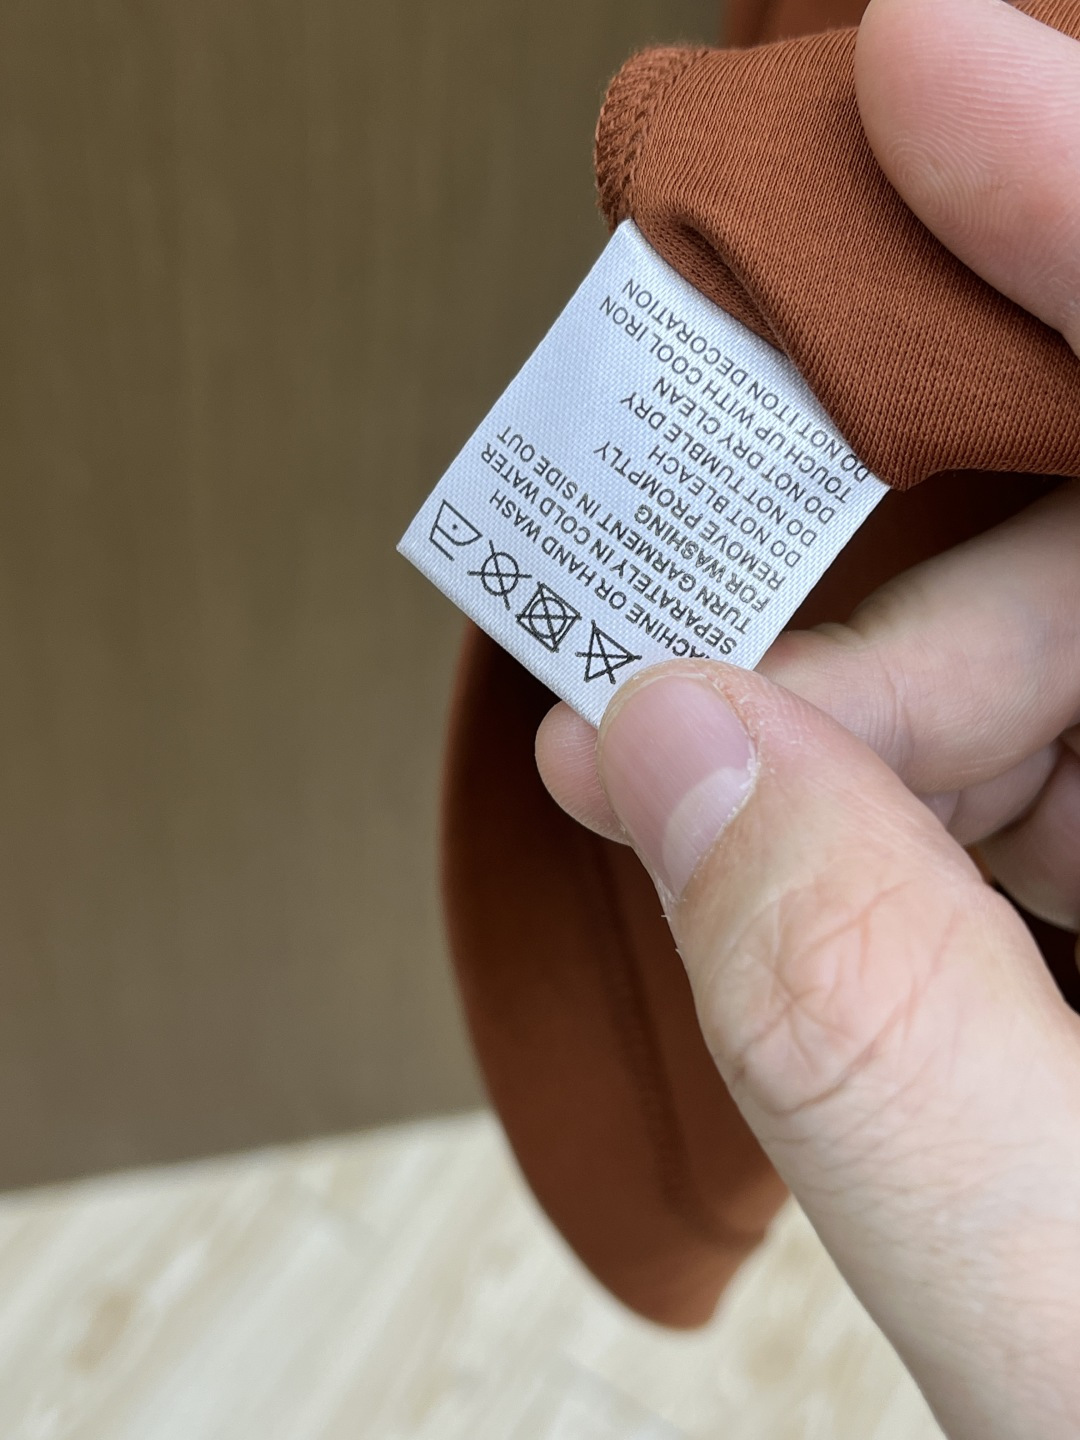 MACHINE OR HAND WASH
SEPARATELY IN COLD WATER
TURN GARMENT IN SIDE OUT
FOR WASHING
REMOVE PROMPTLY
DO NOT BLEACH
DO NOT TUMBLE DRY
DO NOT DRY CLEAN
TOUCH UP WITH COOL IRON
DO NOT ITON DECORATION